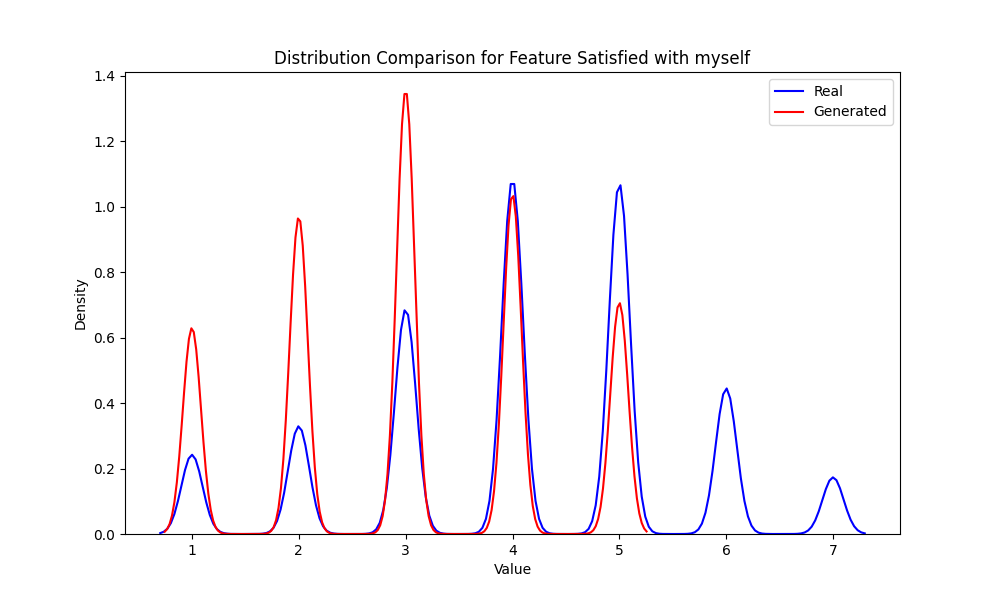 Distribution Comparison for Feature Satisfied with myself
Real
Generated
Density
1.4
1.2
1.0
0.8
0.6
0.4
0.2
0.0
1 2 3 4 5 6 7
Value